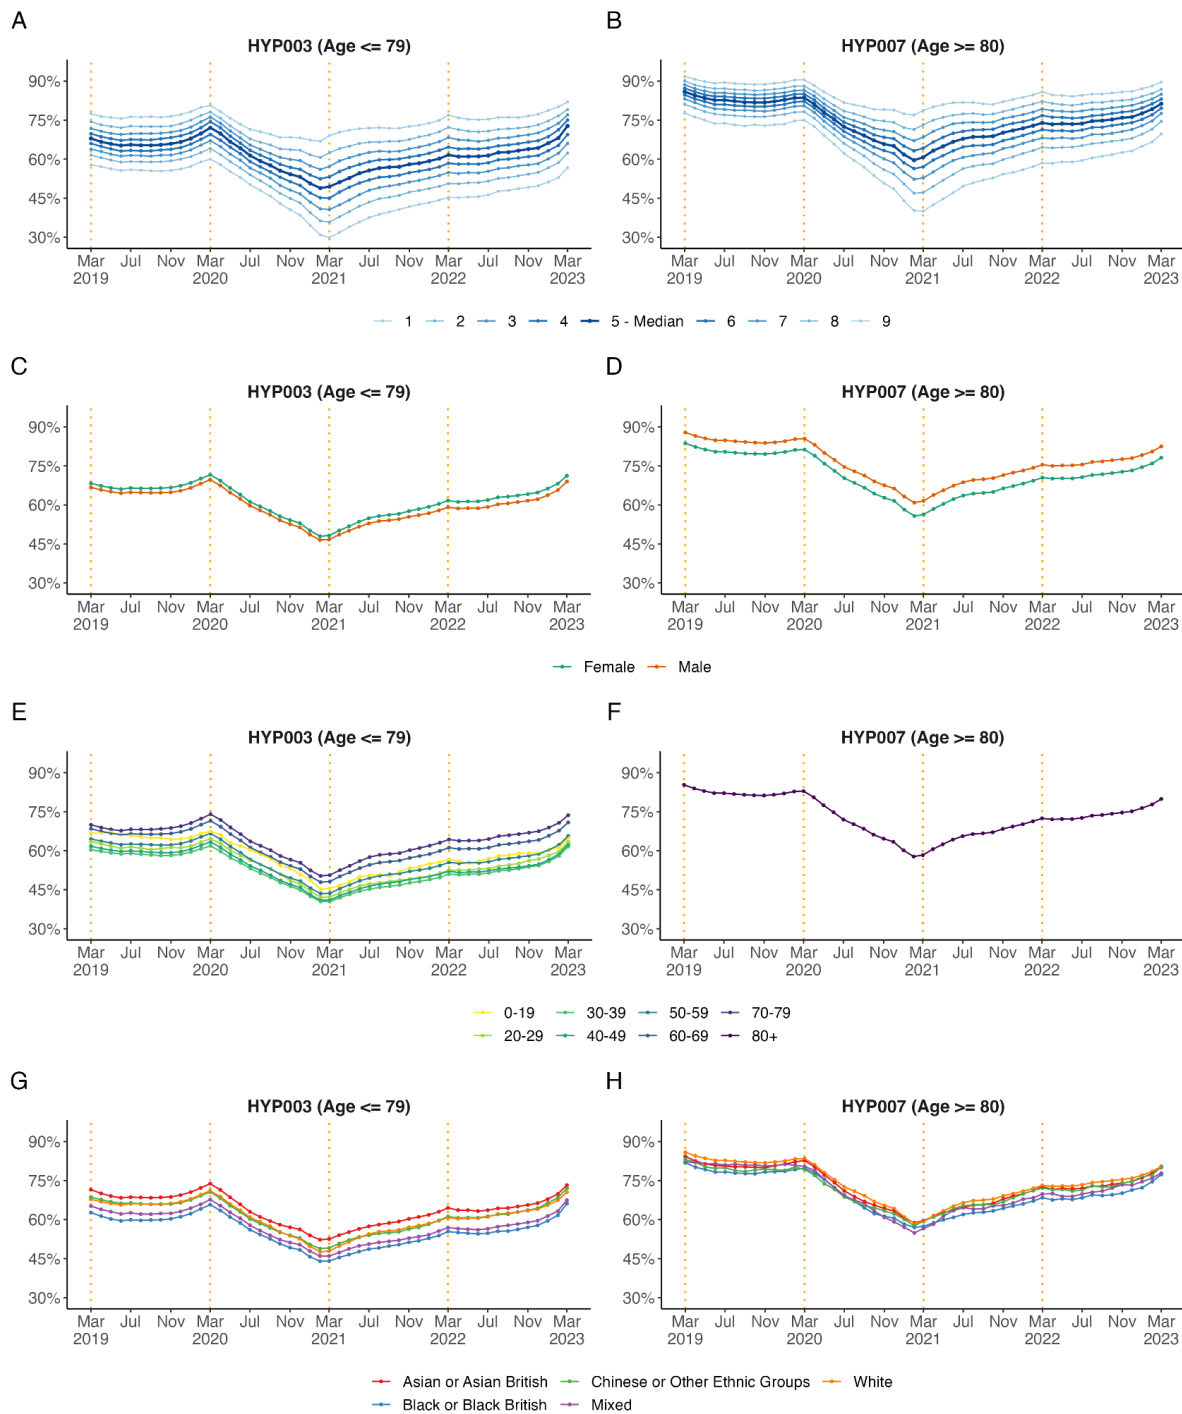 A
B
HYP003 (Age <= 79)
HYP007 (Age >= 80)
90%
75%
60%
45%
30%
90%
75%
60%
45%
30%
Mar Jul Nov Mar Jul Nov Mar Jul Nov Mar Jul Nov Mar
2019 2020 2021 2022 2023
Mar Jul Nov Mar Jul Nov Mar Jul Nov Mar Jul Nov Mar
2019 2020 2021 2022 2023
1 2 3 4 5 - Median 6 7 8 9
C
D
HYP003 (Age <= 79)
HYP007 (Age >= 80)
90%
75%
60%
45%
30%
90%
75%
60%
45%
30%
Mar Jul Nov Mar Jul Nov Mar Jul Nov Mar Jul Nov Mar
2019 2020 2021 2022 2023
Mar Jul Nov Mar Jul Nov Mar Jul Nov Mar Jul Nov Mar
2019 2020 2021 2022 2023
Female Male
E
F
HYP003 (Age <= 79)
HYP007 (Age >= 80)
90%
75%
60%
45%
30%
90%
75%
60%
45%
30%
Mar Jul Nov Mar Jul Nov Mar Jul Nov Mar Jul Nov Mar
2019 2020 2021 2022 2023
Mar Jul Nov Mar Jul Nov Mar Jul Nov Mar Jul Nov Mar
2019 2020 2021 2022 2023
0-19 30-39 50-59 70-79
20-29 40-49 60-69 80+
G
H
HYP003 (Age <= 79)
HYP007 (Age >= 80)
90%
75%
60%
45%
30%
90%
75%
60%
45%
30%
Mar Jul Nov Mar Jul Nov Mar Jul Nov Mar Jul Nov Mar
2019 2020 2021 2022 2023
Mar Jul Nov Mar Jul Nov Mar Jul Nov Mar Jul Nov Mar
2019 2020 2021 2022 2023
Asian or Asian British Chinese or Other Ethnic Groups White
Black or Black British Mixed